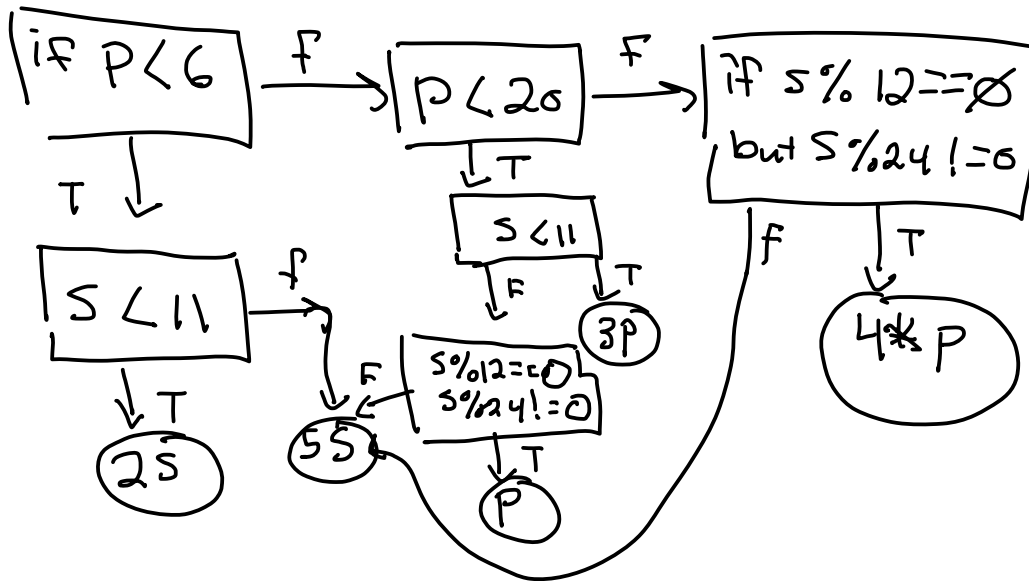 if P < 6
F
P < 20
F
if S % 12 == 0
but S % 24 != 0
T
T
S < 11
F
T
S < 11
f
F
T
3P
4 * P
S%12==0
S%24!=0
F
T
2S
5S
T
P